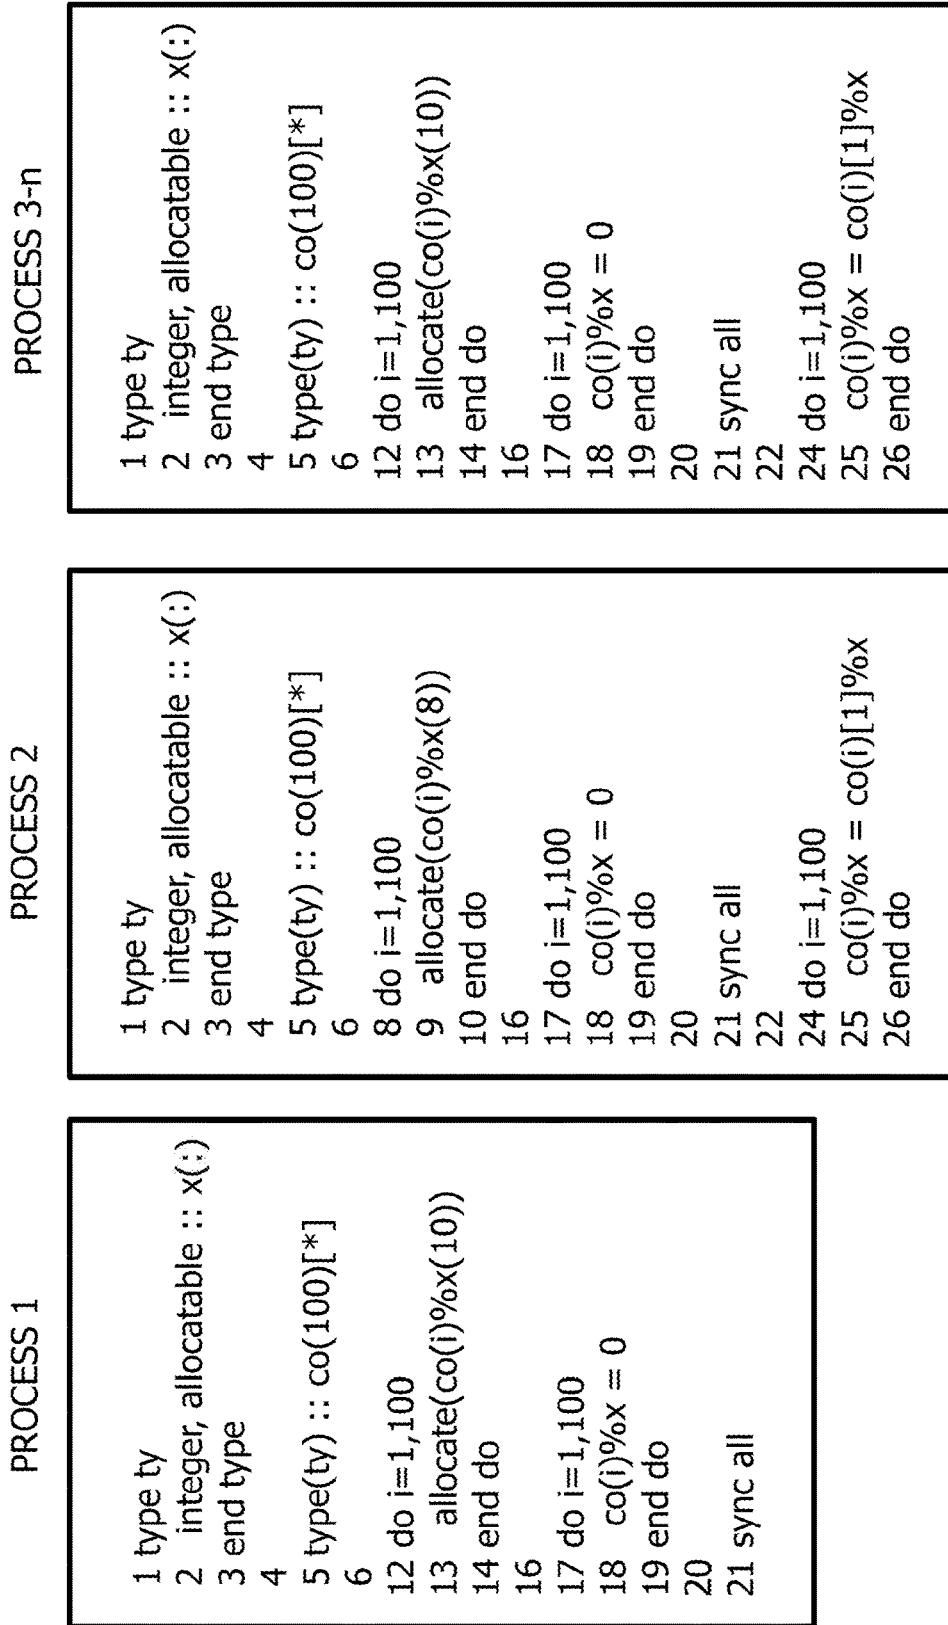 PROCESS 1
1 type ty
2 integer, allocatable :: x(:)
3 end type
4
5 type(ty) :: co(100)[*]
6
12 do i=1,100
13 allocate(co(i)%x(10))
14 end do
16
17 do i=1,100
18 co(i)%x = 0
19 end do
20
21 sync all
PROCESS 2
1 type ty
2 integer, allocatable :: x(:)
3 end type
4
5 type(ty) :: co(100)[*]
6
8 do i=1,100
9 allocate(co(i)%x(8))
10 end do
16
17 do i=1,100
18 co(i)%x = 0
19 end do
20
21 sync all
22
24 do i=1,100
25 co(i)%x = co(i)[1]%x
26 end do
PROCESS 3-n
1 type ty
2 integer, allocatable :: x(:)
3 end type
4
5 type(ty) :: co(100)[*]
6
12 do i=1,100
13 allocate(co(i)%x(10))
14 end do
16
17 do i=1,100
18 co(i)%x = 0
19 end do
20
21 sync all
22
24 do i=1,100
25 co(i)%x = co(i)[1]%x
26 end do